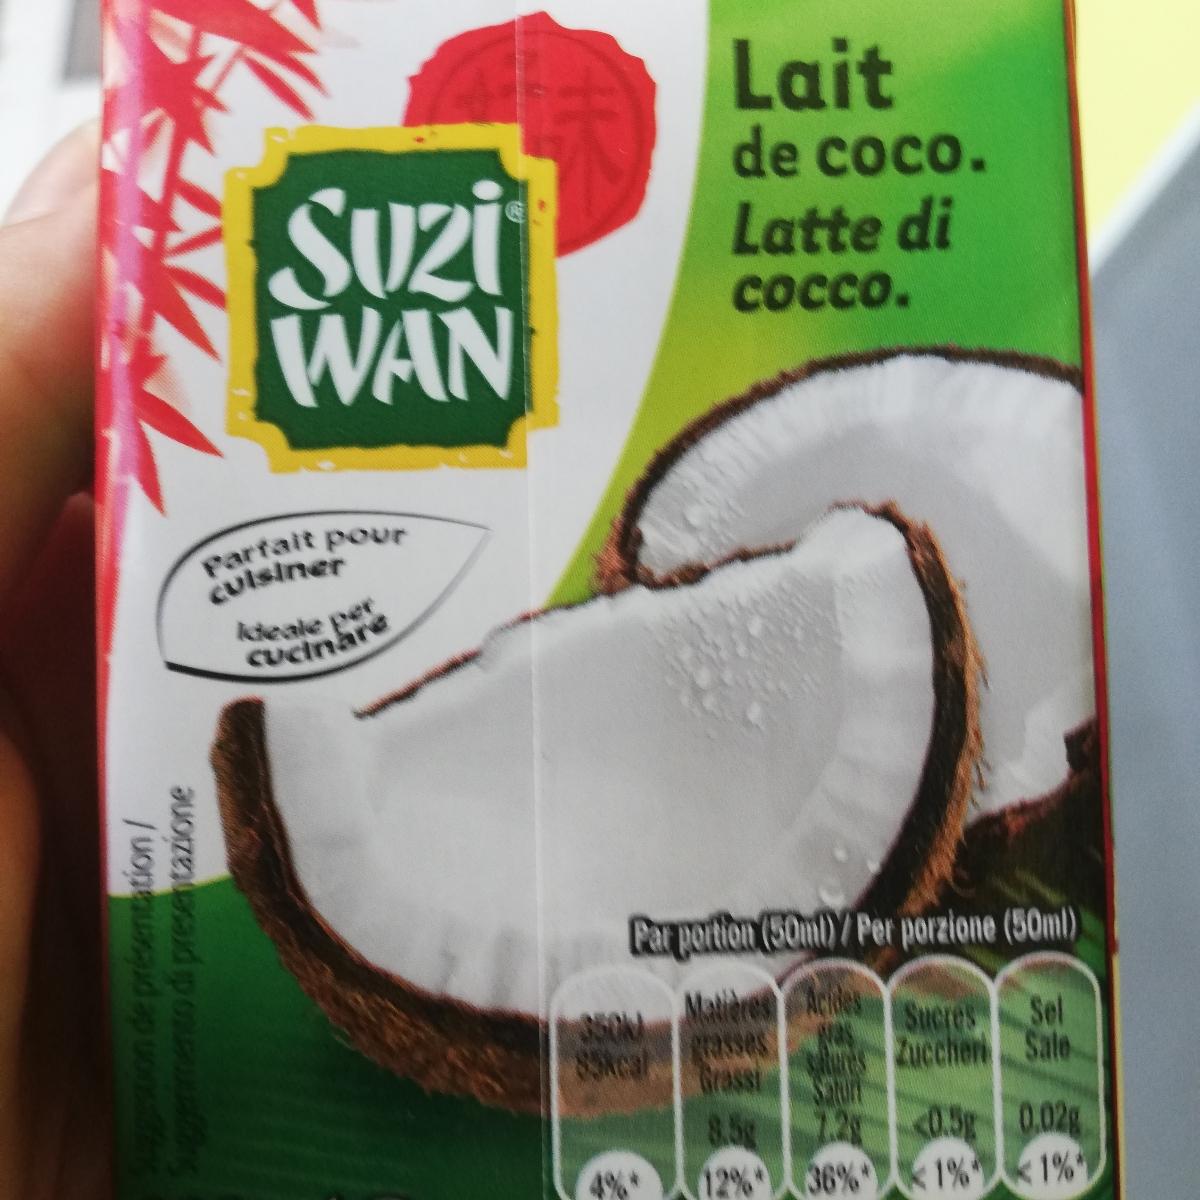 Lait
de coco.
Latte di
cocco.
味
SUZI®
WAN
Parfait pour
cuisiner
Ideale per
cucinare
Suggestion de présentation /
Suggerimento di presentazione
Par portion (50ml) / Per porzione (50ml)
350kJ
85kcal
4%*
Matières
grasses
Grassi
8.5g
12%*
Acides
gras
saturés
Saturi
7.2g
36%*
Sucres
Zuccheri
<0.5g
<1%*
Sel
Sale
0.02g
<1%*